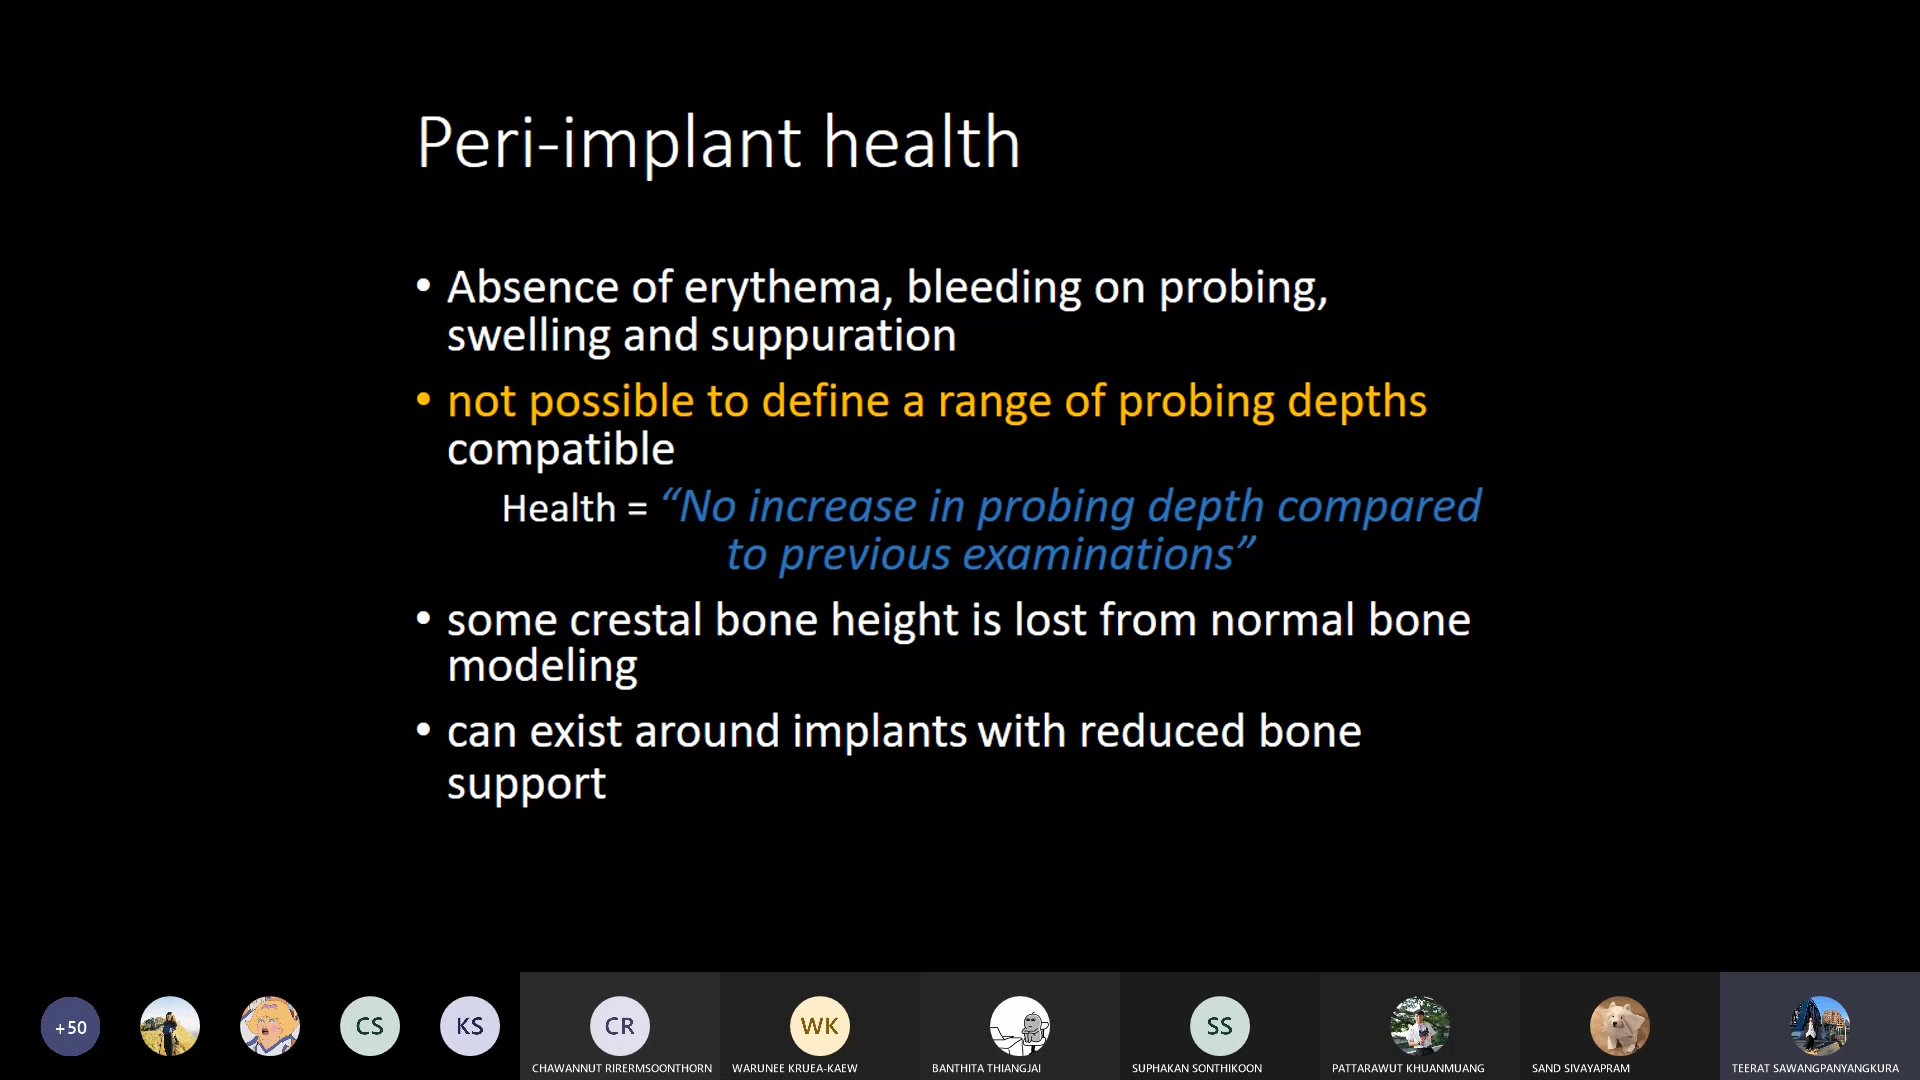 Peri-implant health
• Absence of erythema, bleeding on probing,
swelling and suppuration
• not possible to define a range of probing depths
compatible
Health = “No increase in probing depth compared
to previous examinations”
• some crestal bone height is lost from normal bone
modeling
• can exist around implants with reduced bone
support
+50
CS
KS
CR
WK
SS
CHAWANNUT RIRERMSOONTHORN
WARUNEE KRUEA-KAEW
BANTHITA THIANGJAI
SUPHAKAN SONTHIKOON
PATTARAWUT KHUANMUANG
SAND SIVAYAPRAM
TEERAT SAWANGPANYANGKURA